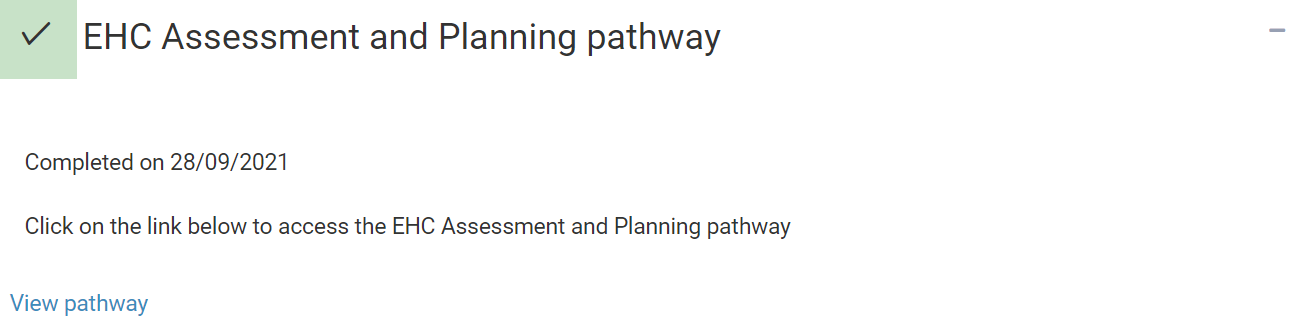 EHC Assessment and Planning pathway
Completed on 28/09/2021
Click on the link below to access the EHC Assessment and Planning pathway
View pathway